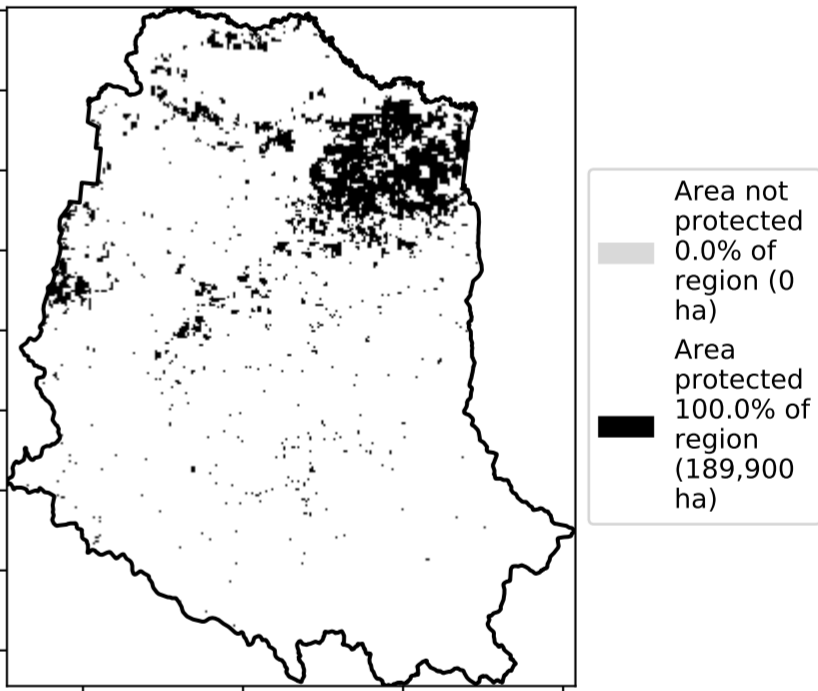 Area not
protected
0.0% of
region (0
ha)
Area
protected
100.0% of
region
(189,900
ha)